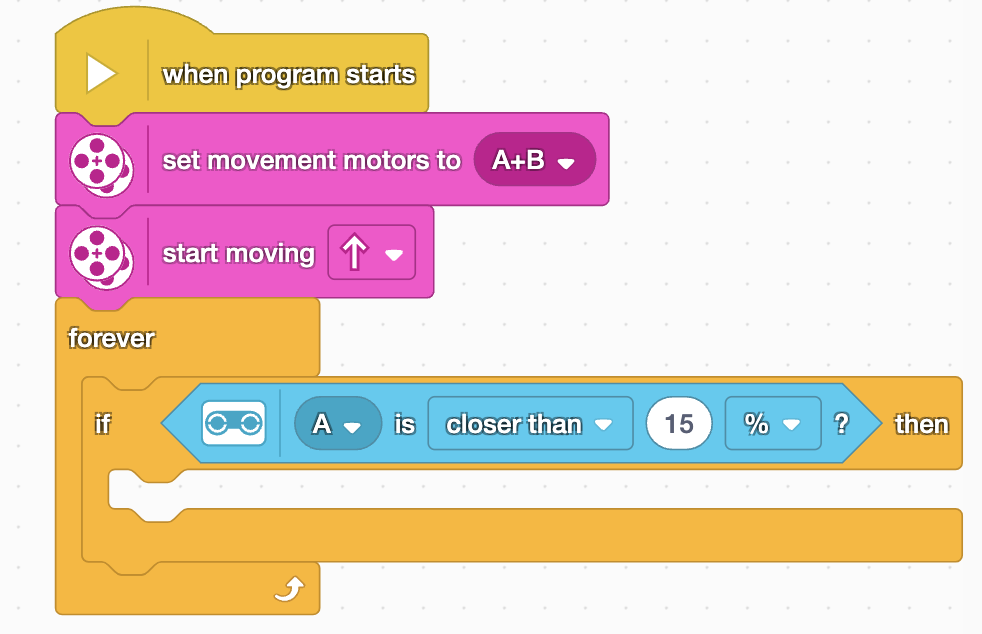 when program starts
set movement motors to A+B
start moving
forever
if A is closer than 15 % ? then